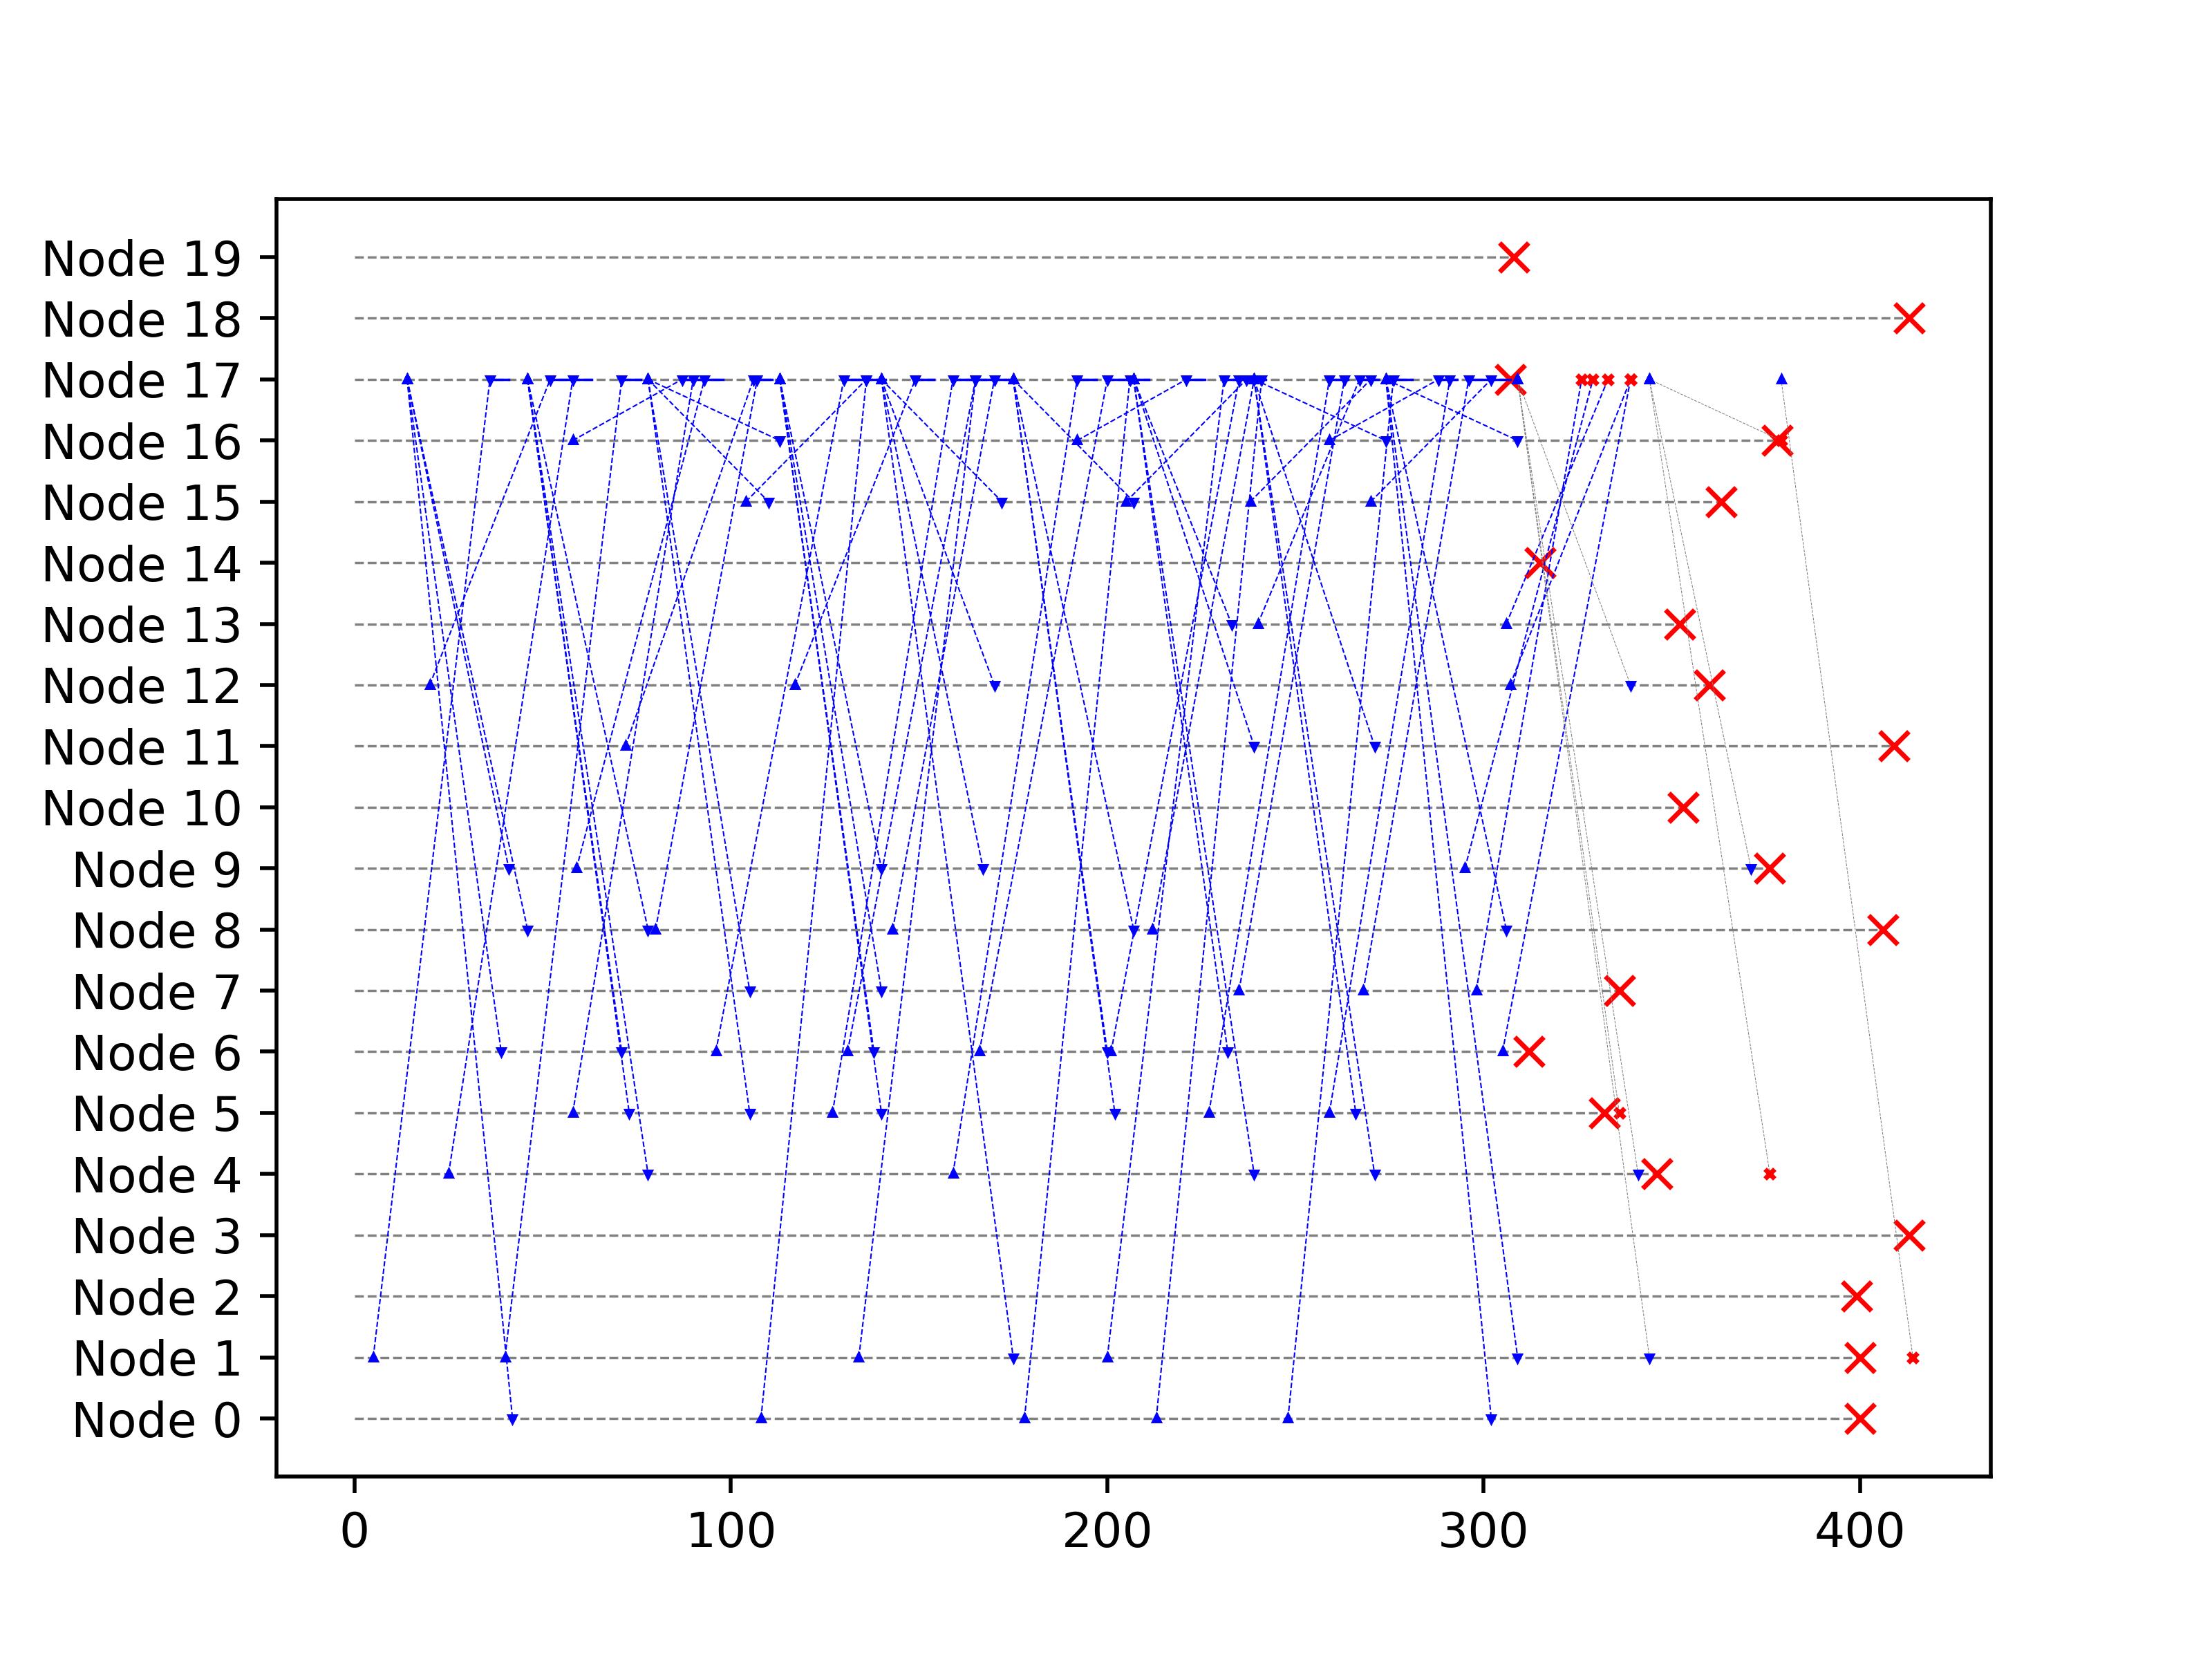 Node 19
Node 18
Node 17
Node 16
Node 15
Node 14
Node 13
Node 12
Node 11
Node 10
Node 9
Node 8
Node 7
Node 6
Node 5
Node 4
Node 3
Node 2
Node 1
Node 0
0 100 200 300 400